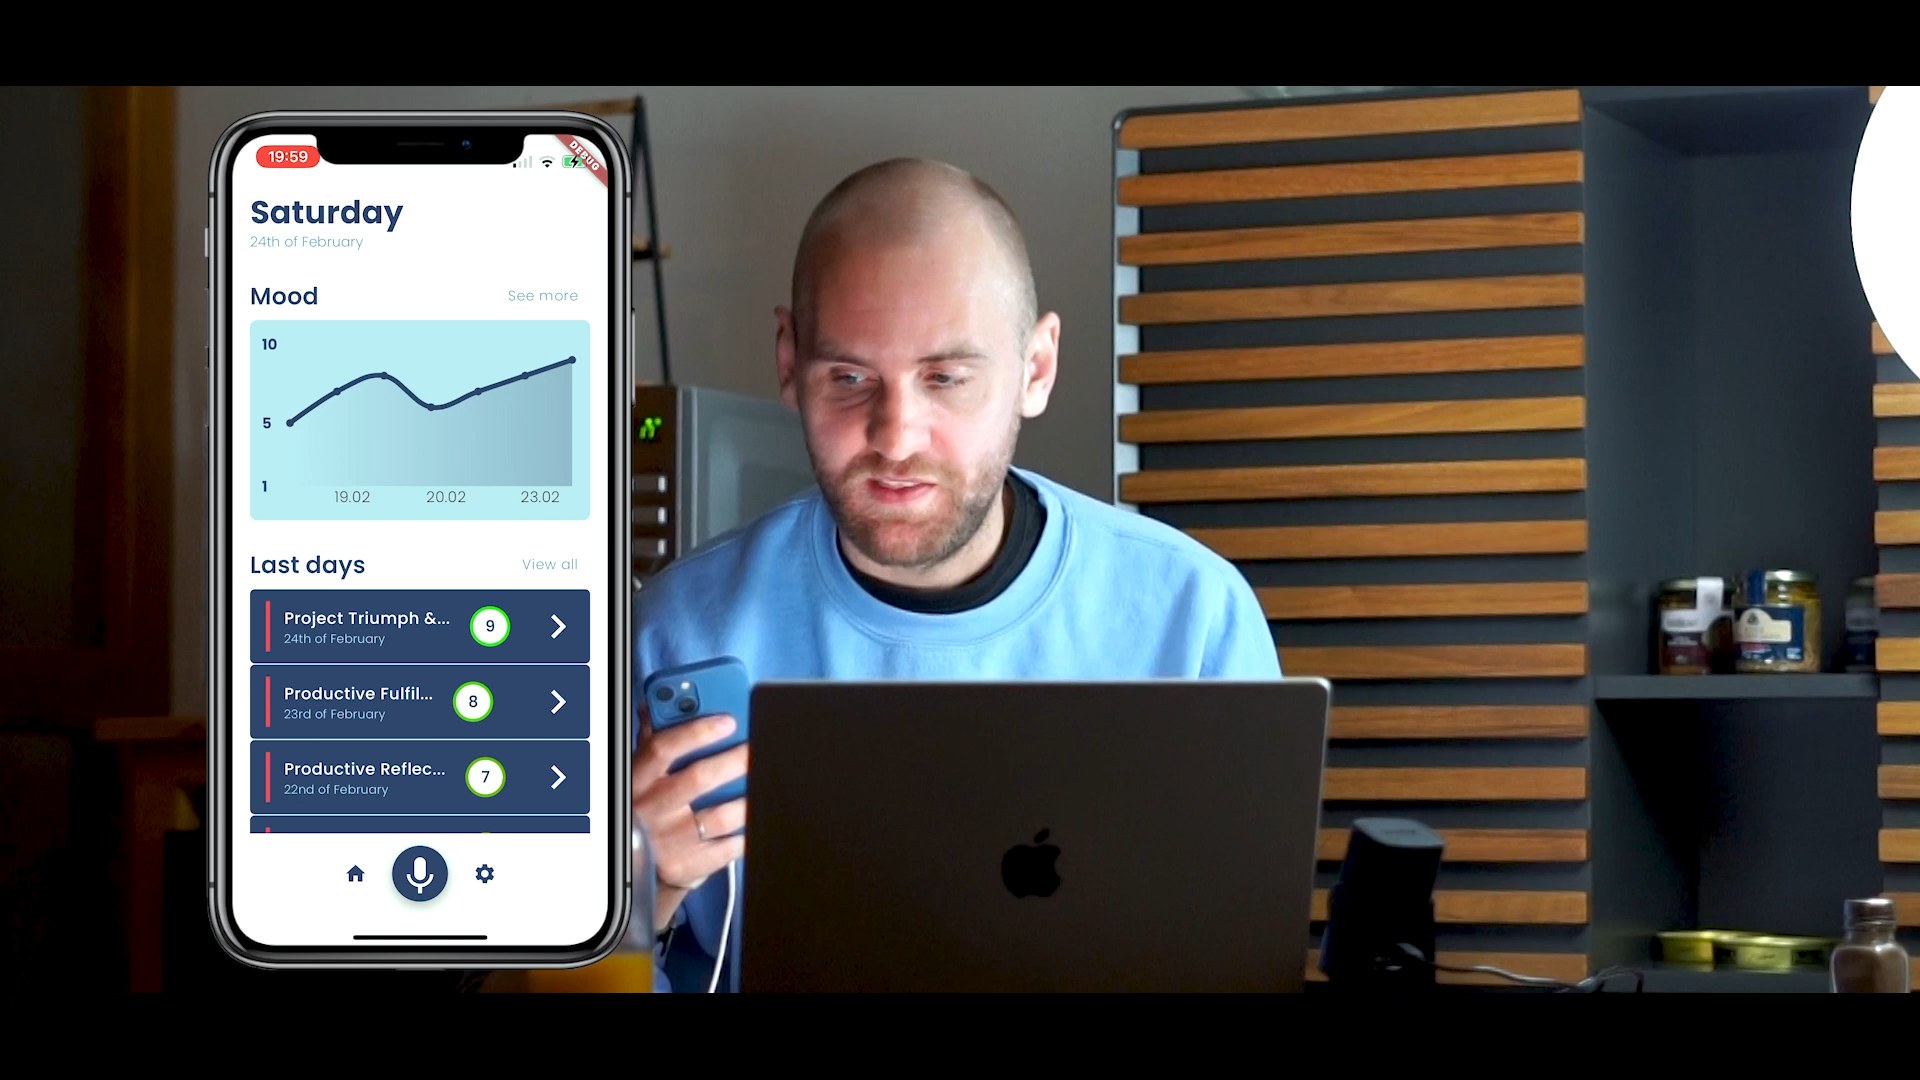 19:59
DEBUG
Saturday
24th of February
Mood
See more
10
5
1
19.02
20.02
23.02
Last days
View all
Project Triumph &...
9
24th of February
Productive Fulfil...
8
23rd of February
Productive Reflec...
7
22nd of February